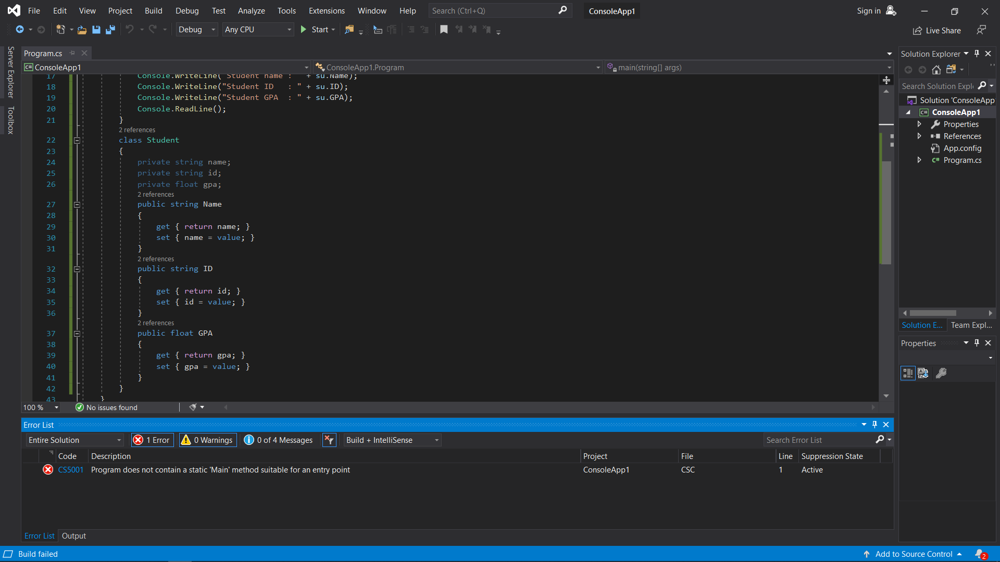 File Edit View Project Build Debug Test Analyze Tools Extensions Window Help Search (Ctrl+Q) ConsoleApp1 Sign in
Debug Any CPU Start Live Share
Server Explorer
Toolbox
Program.cs
ConsoleApp1 ConsoleApp1.Program main(string[] args)
17 Console.WriteLine("Student name : " + su.Name);
18 Console.WriteLine("Student ID   : " + su.ID);
19 Console.WriteLine("Student GPA  : " + su.GPA);
20 Console.ReadLine();
21 }
2 references
22 class Student
23 {
24 private string name;
25 private string id;
26 private float gpa;
2 references
27 public string Name
28 {
29 get { return name; }
30 set { name = value; }
31 }
2 references
32 public string ID
33 {
34 get { return id; }
35 set { id = value; }
36 }
2 references
37 public float GPA
38 {
39 get { return gpa; }
40 set { gpa = value; }
41 }
42 }
43 }
100 % No issues found
Error List
Entire Solution 1 Error 0 Warnings 0 of 4 Messages Build + IntelliSense Search Error List
Code Description Project File Line Suppression State
CS5001 Program does not contain a static 'Main' method suitable for an entry point ConsoleApp1 CSC 1 Active
Error List Output
Build failed Add to Source Control 2
Solution Explorer
Search Solution Expl
Solution 'ConsoleApp
ConsoleApp1
Properties
References
App.config
C# Program.cs
Solution E... Team Expl...
Properties